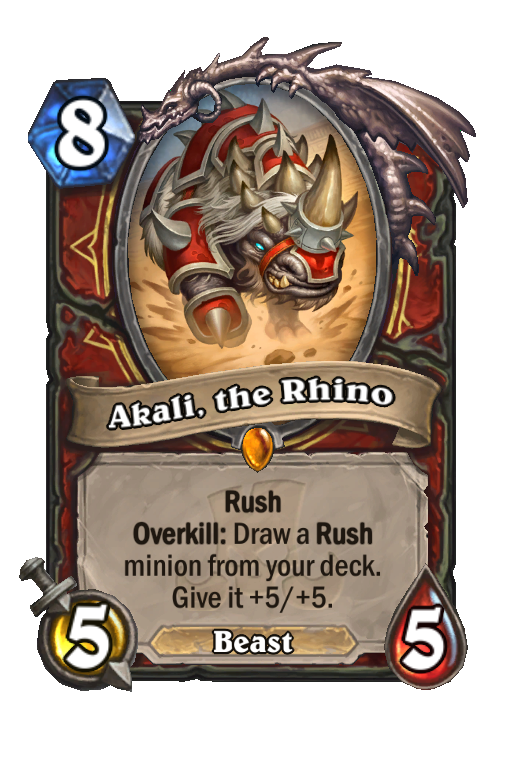 8
Akali, the Rhino
Rush
Overkill: Draw a Rush
minion from your deck.
Give it +5/+5.
5
Beast
5